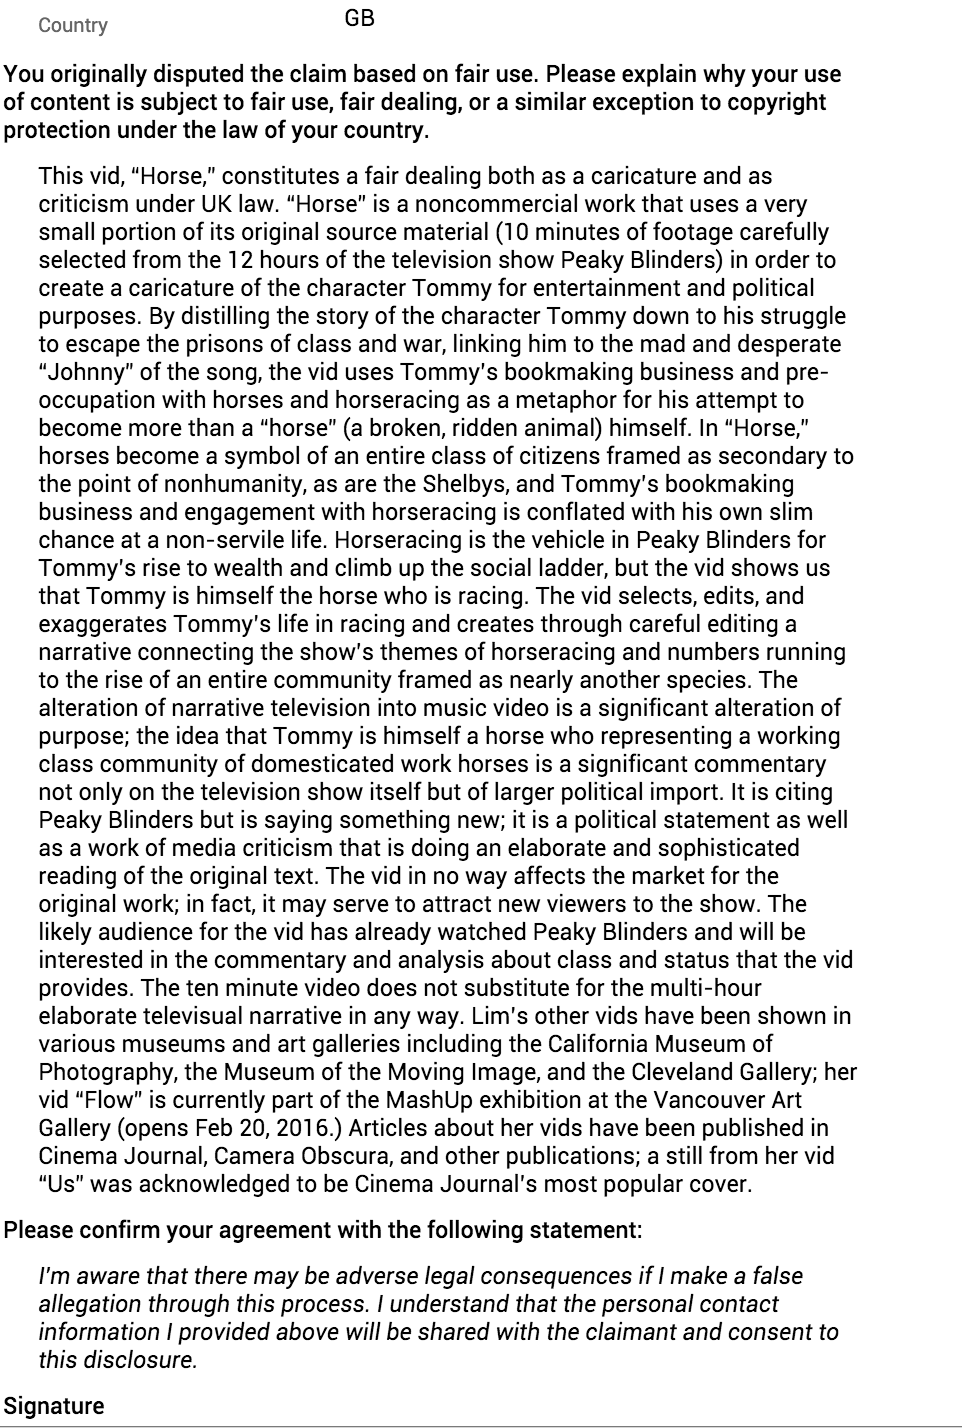 Country GB
You originally disputed the claim based on fair use. Please explain why your use
of content is subject to fair use, fair dealing, or a similar exception to copyright
protection under the law of your country.
This vid, “Horse,” constitutes a fair dealing both as a caricature and as
criticism under UK law. “Horse” is a noncommercial work that uses a very
small portion of its original source material (10 minutes of footage carefully
selected from the 12 hours of the television show Peaky Blinders) in order to
create a caricature of the character Tommy for entertainment and political
purposes. By distilling the story of the character Tommy down to his struggle
to escape the prisons of class and war, linking him to the mad and desperate
“Johnny” of the song, the vid uses Tommy’s bookmaking business and pre-
occupation with horses and horseracing as a metaphor for his attempt to
become more than a “horse” (a broken, ridden animal) himself. In “Horse,”
horses become a symbol of an entire class of citizens framed as secondary to
the point of nonhumanity, as are the Shelbys, and Tommy’s bookmaking
business and engagement with horseracing is conflated with his own slim
chance at a non-servile life. Horseracing is the vehicle in Peaky Blinders for
Tommy’s rise to wealth and climb up the social ladder, but the vid shows us
that Tommy is himself the horse who is racing. The vid selects, edits, and
exaggerates Tommy’s life in racing and creates through careful editing a
narrative connecting the show’s themes of horseracing and numbers running
to the rise of an entire community framed as nearly another species. The
alteration of narrative television into music video is a significant alteration of
purpose; the idea that Tommy is himself a horse who representing a working
class community of domesticated work horses is a significant commentary
not only on the television show itself but of larger political import. It is citing
Peaky Blinders but is saying something new; it is a political statement as well
as a work of media criticism that is doing an elaborate and sophisticated
reading of the original text. The vid in no way affects the market for the
original work; in fact, it may serve to attract new viewers to the show. The
likely audience for the vid has already watched Peaky Blinders and will be
interested in the commentary and analysis about class and status that the vid
provides. The ten minute video does not substitute for the multi-hour
elaborate televisual narrative in any way. Lim’s other vids have been shown in
various museums and art galleries including the California Museum of
Photography, the Museum of the Moving Image, and the Cleveland Gallery; her
vid “Flow” is currently part of the MashUp exhibition at the Vancouver Art
Gallery (opens Feb 20, 2016.) Articles about her vids have been published in
Cinema Journal, Camera Obscura, and other publications; a still from her vid
“Us” was acknowledged to be Cinema Journal’s most popular cover.
Please confirm your agreement with the following statement:
I’m aware that there may be adverse legal consequences if I make a false
allegation through this process. I understand that the personal contact
information I provided above will be shared with the claimant and consent to
this disclosure.
Signature